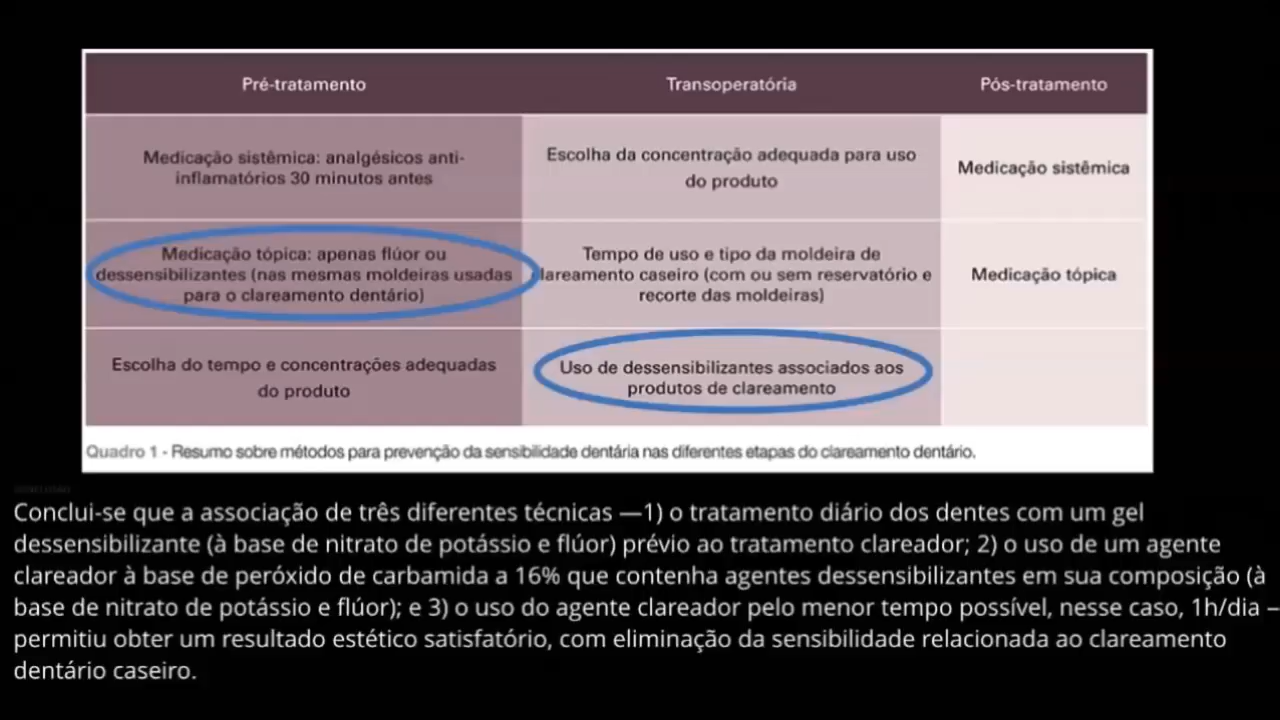 Pré-tratamento
Transoperatória
Pós-tratamento
Medicação sistêmica: analgésicos anti-
inflamatórios 30 minutos antes
Escolha da concentração adequada para uso
do produto
Medicação sistêmica
Medicação tópica: apenas flúor ou
dessensibilizantes (nas mesmas moldeiras usadas
para o clareamento dentário)
Tempo de uso e tipo da moldeira de
clareamento caseiro (com ou sem reservatório e
recorte das moldeiras)
Medicação tópica
Escolha do tempo e concentrações adequadas
do produto
Uso de dessensibilizantes associados aos
produtos de clareamento
Quadro 1 - Resumo sobre métodos para prevenção da sensibilidade dentária nas diferentes etapas do clareamento dentário.
Conclui-se que a associação de três diferentes técnicas —1) o tratamento diário dos dentes com um gel
dessensibilizante (à base de nitrato de potássio e flúor) prévio ao tratamento clareador; 2) o uso de um agente
clareador à base de peróxido de carbamida a 16% que contenha agentes dessensibilizantes em sua composição (à
base de nitrato de potássio e flúor); e 3) o uso do agente clareador pelo menor tempo possível, nesse caso, 1h/dia –
permitiu obter um resultado estético satisfatório, com eliminação da sensibilidade relacionada ao clareamento
dentário caseiro.